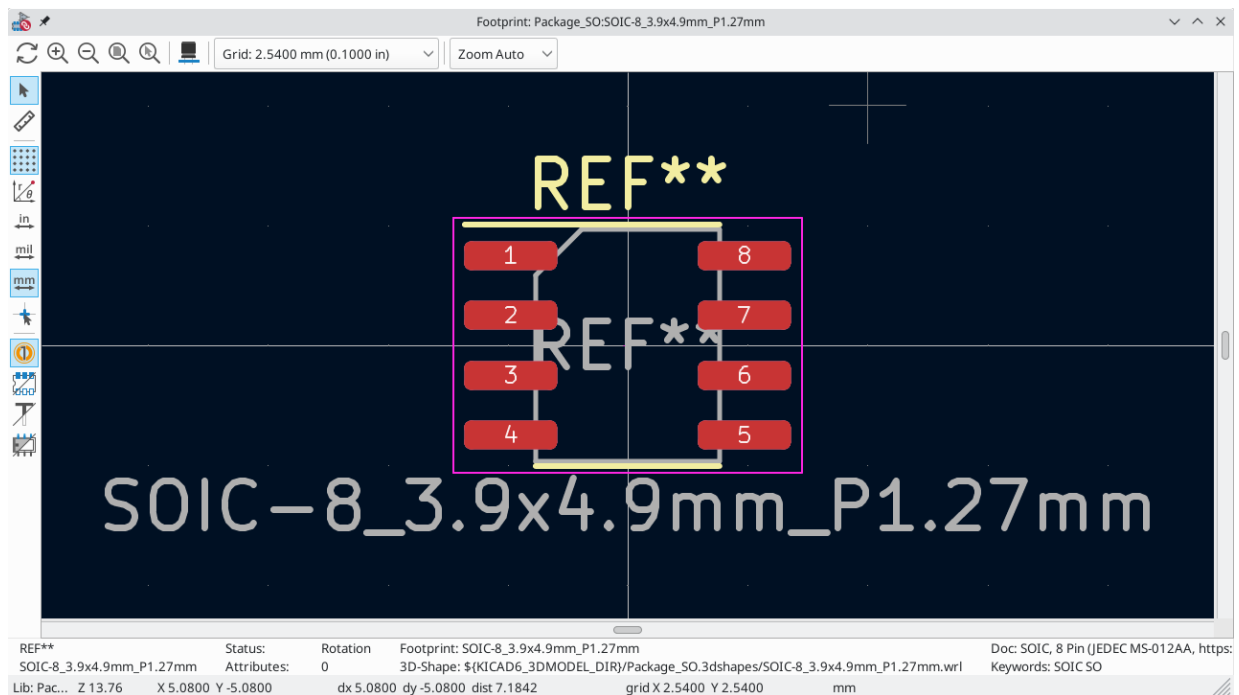 Footprint: Package_SO:SOIC-8_3.9x4.9mm_P1.27mm
Grid: 2.5400 mm (0.1000 in) Zoom Auto
in
mil
mm
REF**
1 8
2 7
REF**
3 6
4 5
SOIC-8_3.9x4.9mm_P1.27mm
REF** Status: Rotation Footprint: SOIC-8_3.9x4.9mm_P1.27mm Doc: SOIC, 8 Pin (JEDEC MS-012AA, https:
SOIC-8_3.9x4.9mm_P1.27mm Attributes: 0 3D-Shape: ${KICAD6_3DMODEL_DIR}/Package_SO.3dshapes/SOIC-8_3.9x4.9mm_P1.27mm.wrl Keywords: SOIC SO
Lib: Pac... Z 13.76 X 5.0800 Y -5.0800 dx 5.0800 dy -5.0800 dist 7.1842 grid X 2.5400 Y 2.5400 mm